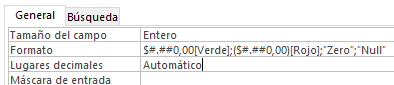 General Búsqueda
Tamaño del campo Entero
Formato $#.##0,00[Verde];($#.##0,00)[Rojo];"Zero";"Null"
Lugares decimales Automático
Máscara de entrada